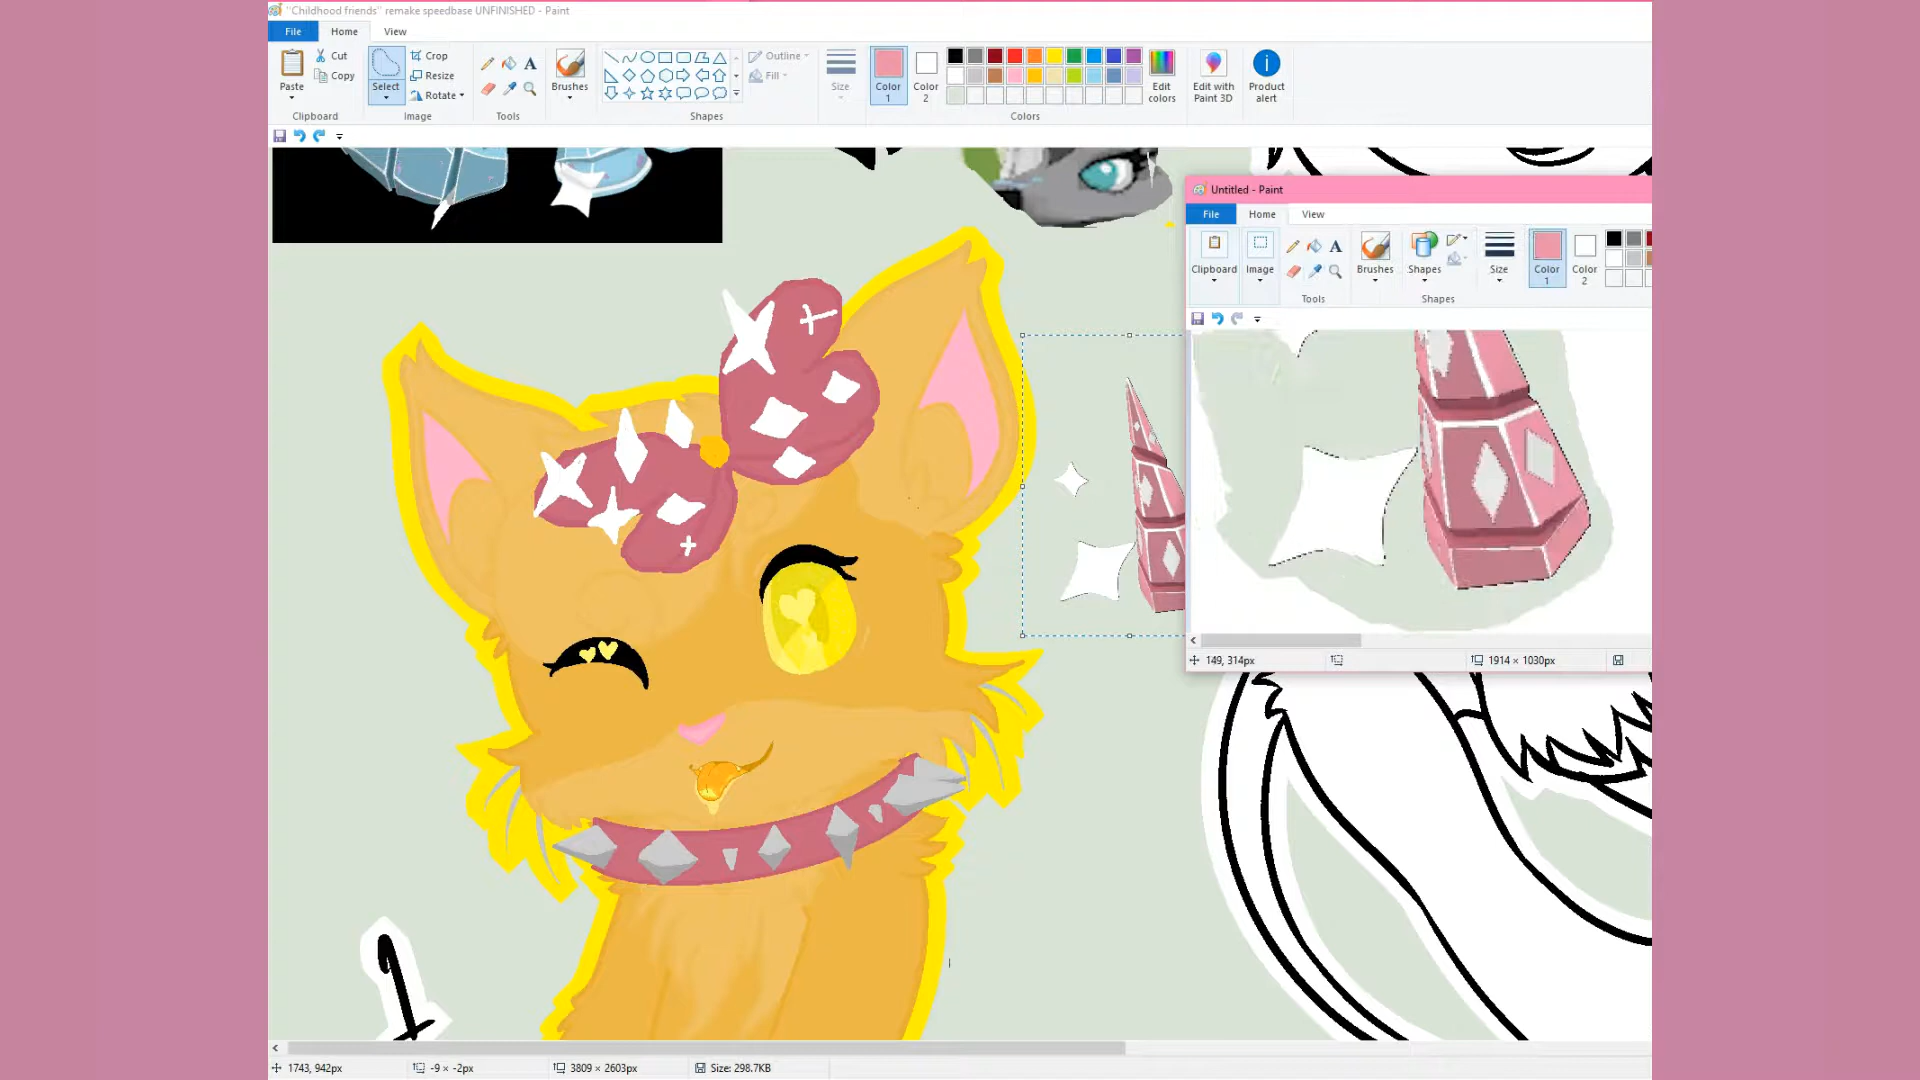 "Childhood friends" remake speedbase UNFINISHED - Paint
File Home View
Paste
Cut
Copy
Clipboard
Select
Crop
Resize
Rotate
Image
Tools
Brushes
Shapes
Outline
Fill
Size
Color 1
Color 2
Colors
Edit colors
Edit with Paint 3D
Product alert
Untitled - Paint
File Home View
Clipboard
Image
Tools
Brushes
Shapes
Shapes
Size
Color 1
Color 2
149, 314px
1914 × 1030px
1
1743, 942px
-9 × -2px
3809 × 2603px
Size: 298.7KB